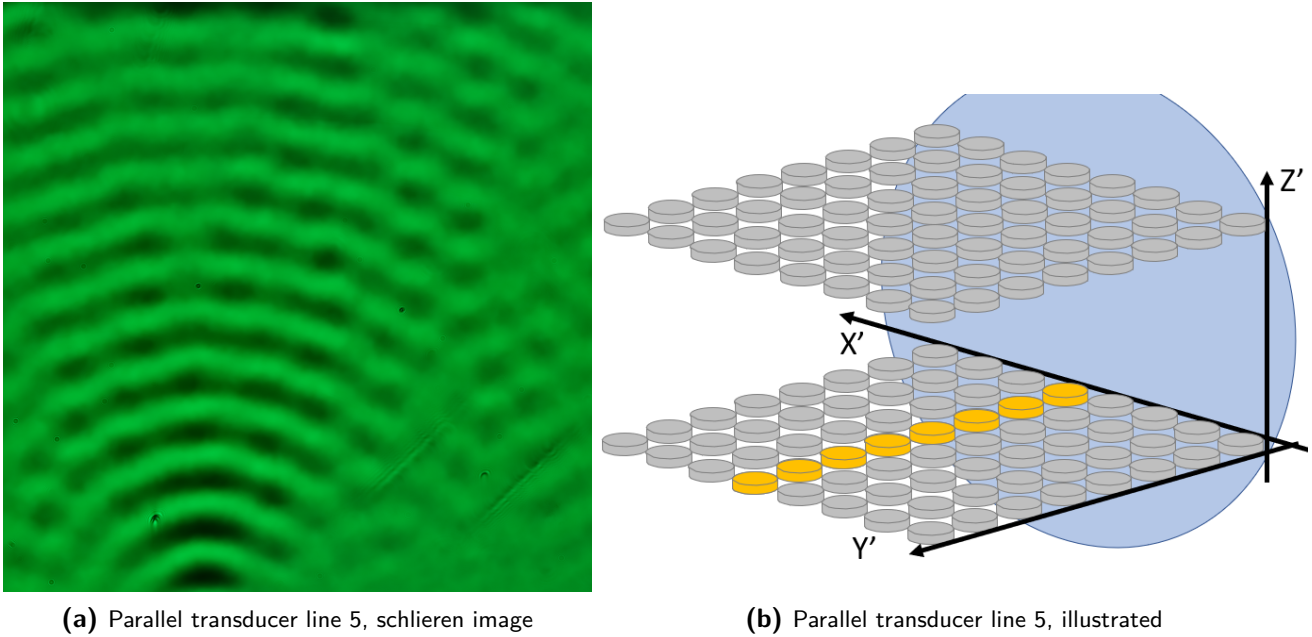 Z'
X'
Y'
(a) Parallel transducer line 5, schlieren image
(b) Parallel transducer line 5, illustrated